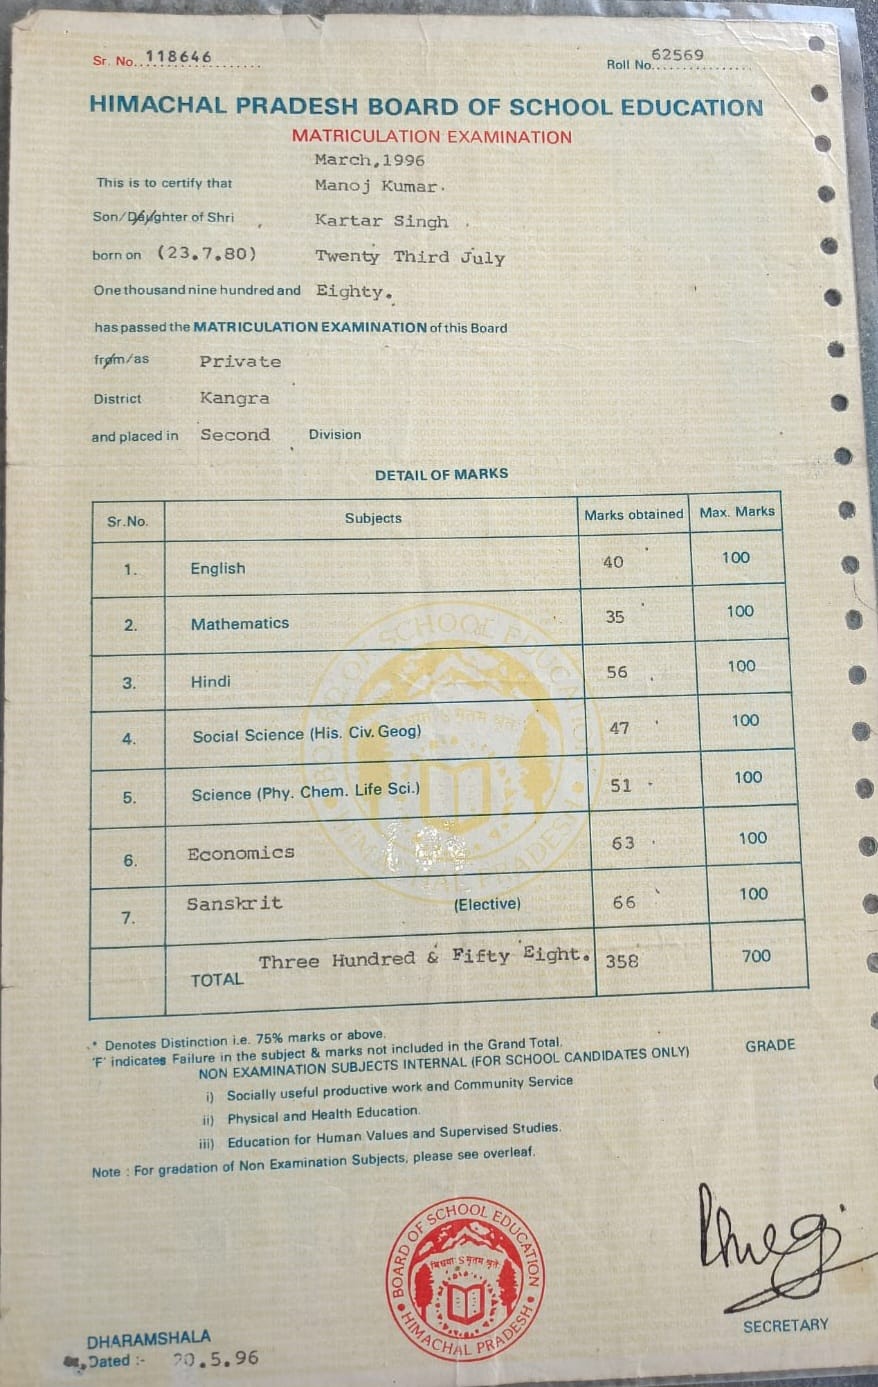 Sr. No. 118646
Roll No. 62569
HIMACHAL PRADESH BOARD OF SCHOOL EDUCATION
MATRICULATION EXAMINATION
March,1996
This is to certify that Manoj Kumar.
Son/Daughter of Shri Kartar Singh
born on (23.7.80) Twenty Third July
One thousand nine hundred and Eighty.
has passed the MATRICULATION EXAMINATION of this Board
from/as Private
District Kangra
and placed in Second Division
DETAIL OF MARKS
Sr.No. Subjects Marks obtained Max. Marks
1. English 40 100
2. Mathematics 35 100
3. Hindi 56 100
4. Social Science (His. Civ. Geog) 47 100
5. Science (Phy. Chem. Life Sci.) 51 100
6. Economics 63 100
7. Sanskrit (Elective) 66 100
TOTAL Three Hundred & Fifty Eight. 358 700
* Denotes Distinction i.e. 75% marks or above.
'F' indicates Failure in the subject & marks not included in the Grand Total.
NON EXAMINATION SUBJECTS INTERNAL (FOR SCHOOL CANDIDATES ONLY) GRADE
i) Socially useful productive work and Community Service
ii) Physical and Health Education.
iii) Education for Human Values and Supervised Studies.
Note : For gradation of Non Examination Subjects, please see overleaf.
BOARD OF SCHOOL EDUCATION
HIMACHAL PRADESH
SECRETARY
DHARAMSHALA
Dated :- 20.5.96